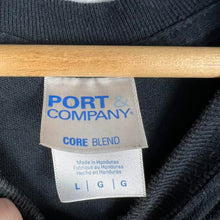 PORT &
COMPANY
CORE BLEND
Made in Honduras
Fabriqué au Honduras
Hecho en Honduras
L | G | G